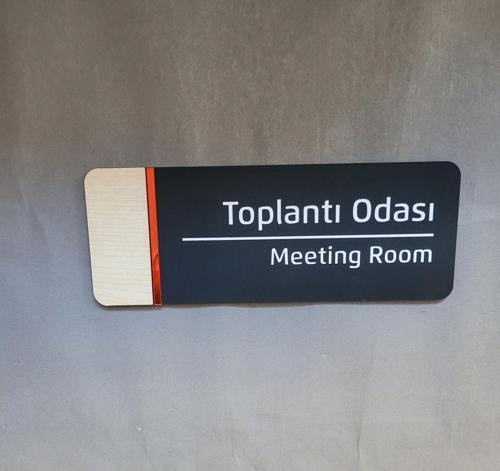 Toplantı Odası
Meeting Room